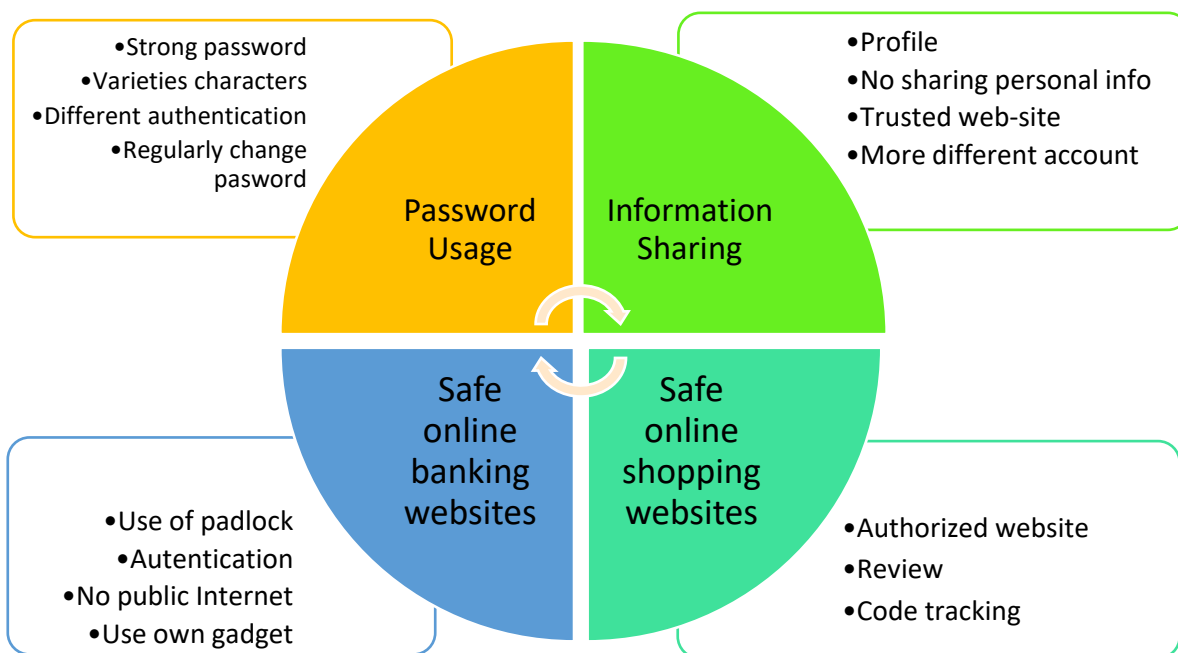 •Strong password
•Varieties characters
•Different authentication
•Regularly change
pasword
•Profile
•No sharing personal info
•Trusted web-site
•More different account
Password
Usage
Information
Sharing
Safe
online
banking
websites
Safe
online
shopping
websites
•Use of padlock
•Autentication
•No public Internet
•Use own gadget
•Authorized website
•Review
•Code tracking